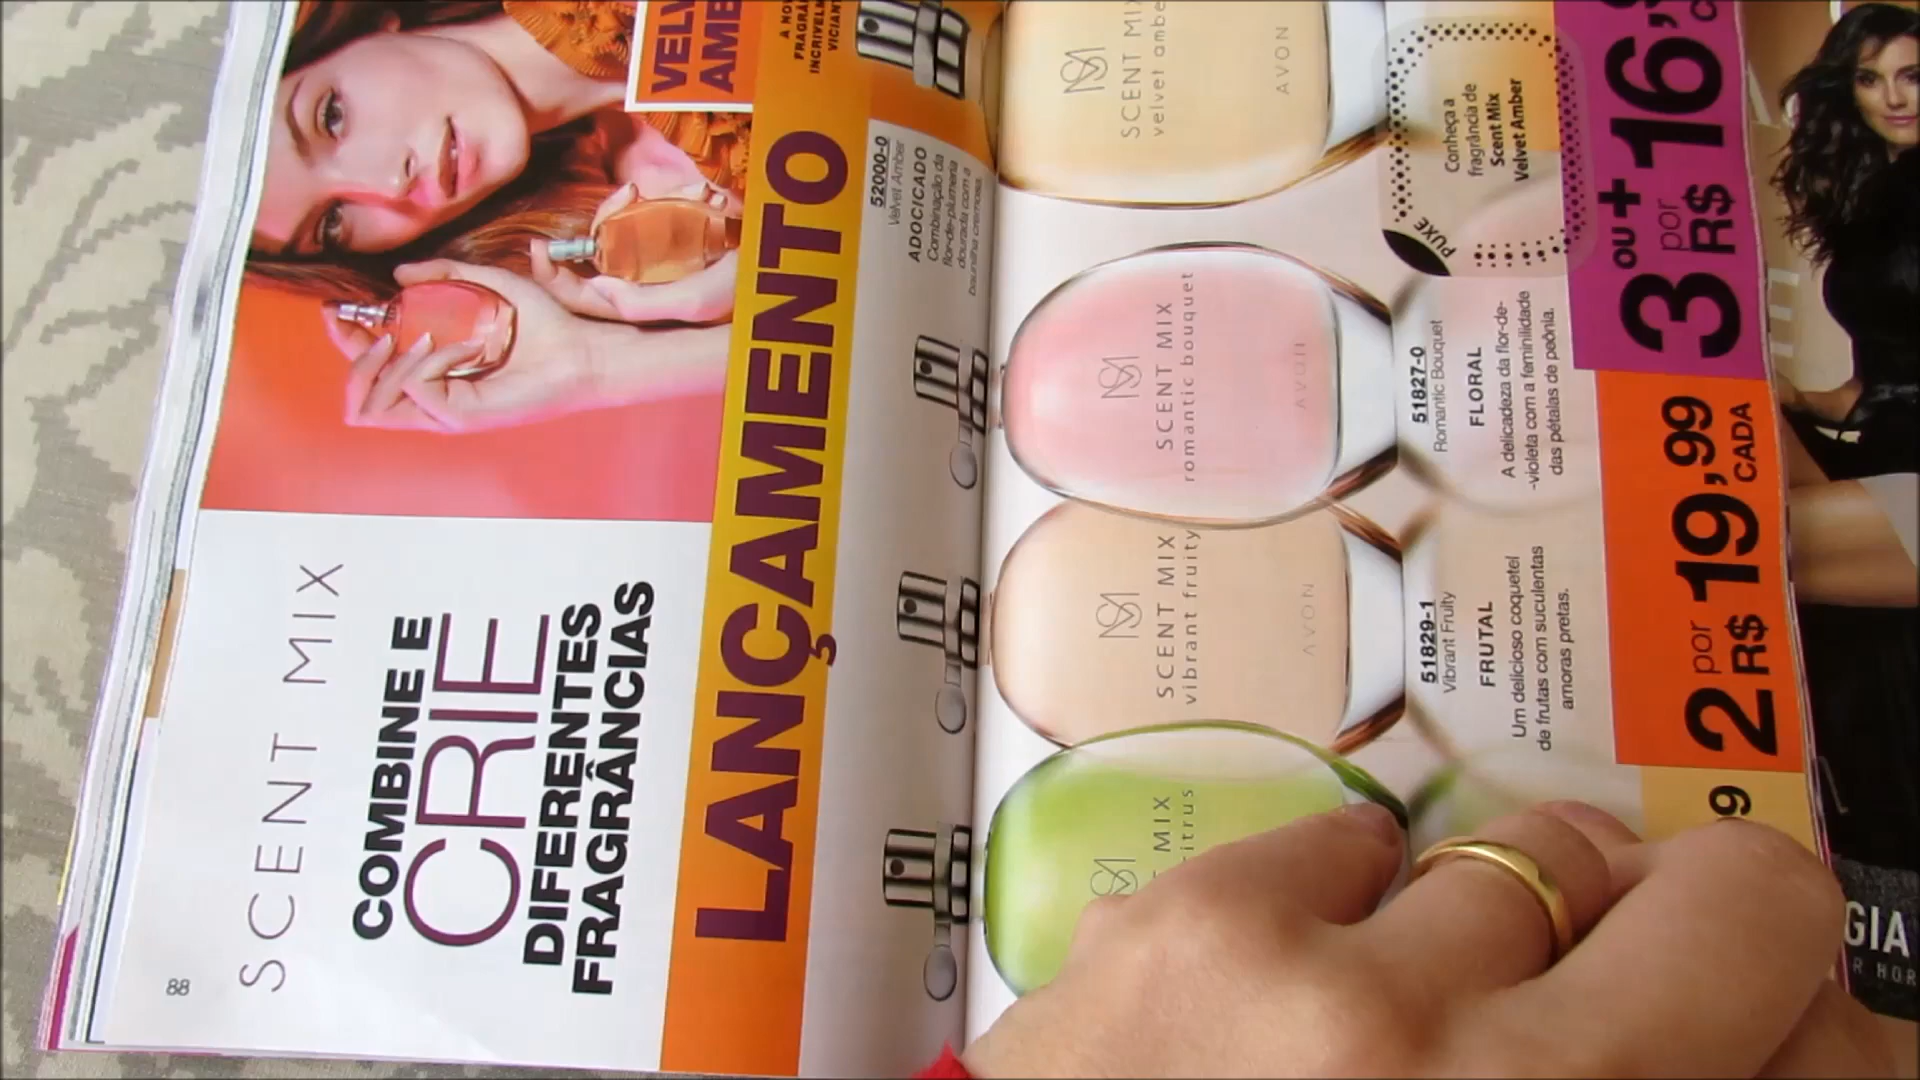 88
SCENT MIX
COMBINE E
CRIE
DIFERENTES
FRAGRÂNCIAS
LANÇAMENTO
52000-0
Velvet Amber
ADOCICADO
Combinação da
flor-de-plumeria
dourada com a
baunilha cremosa.
SCENT MIX
velvet amber
AVON
Conheça a
fragrância de
Scent Mix
Velvet Amber
PUXE
SCENT MIX
romantic bouquet
AVON
51827-0
Romantic Bouquet
FLORAL
A delicadeza da flor-de-
-violeta com a feminilidade
das pétalas de peônia.
SCENT MIX
vibrant fruity
AVON
51829-1
Vibrant Fruity
FRUTAL
Um delicioso coquetel
de frutas com suculentas
amoras pretas.
MIX
citrus
3 OU +
por
R$
2 por
R$ 19,99
CADA